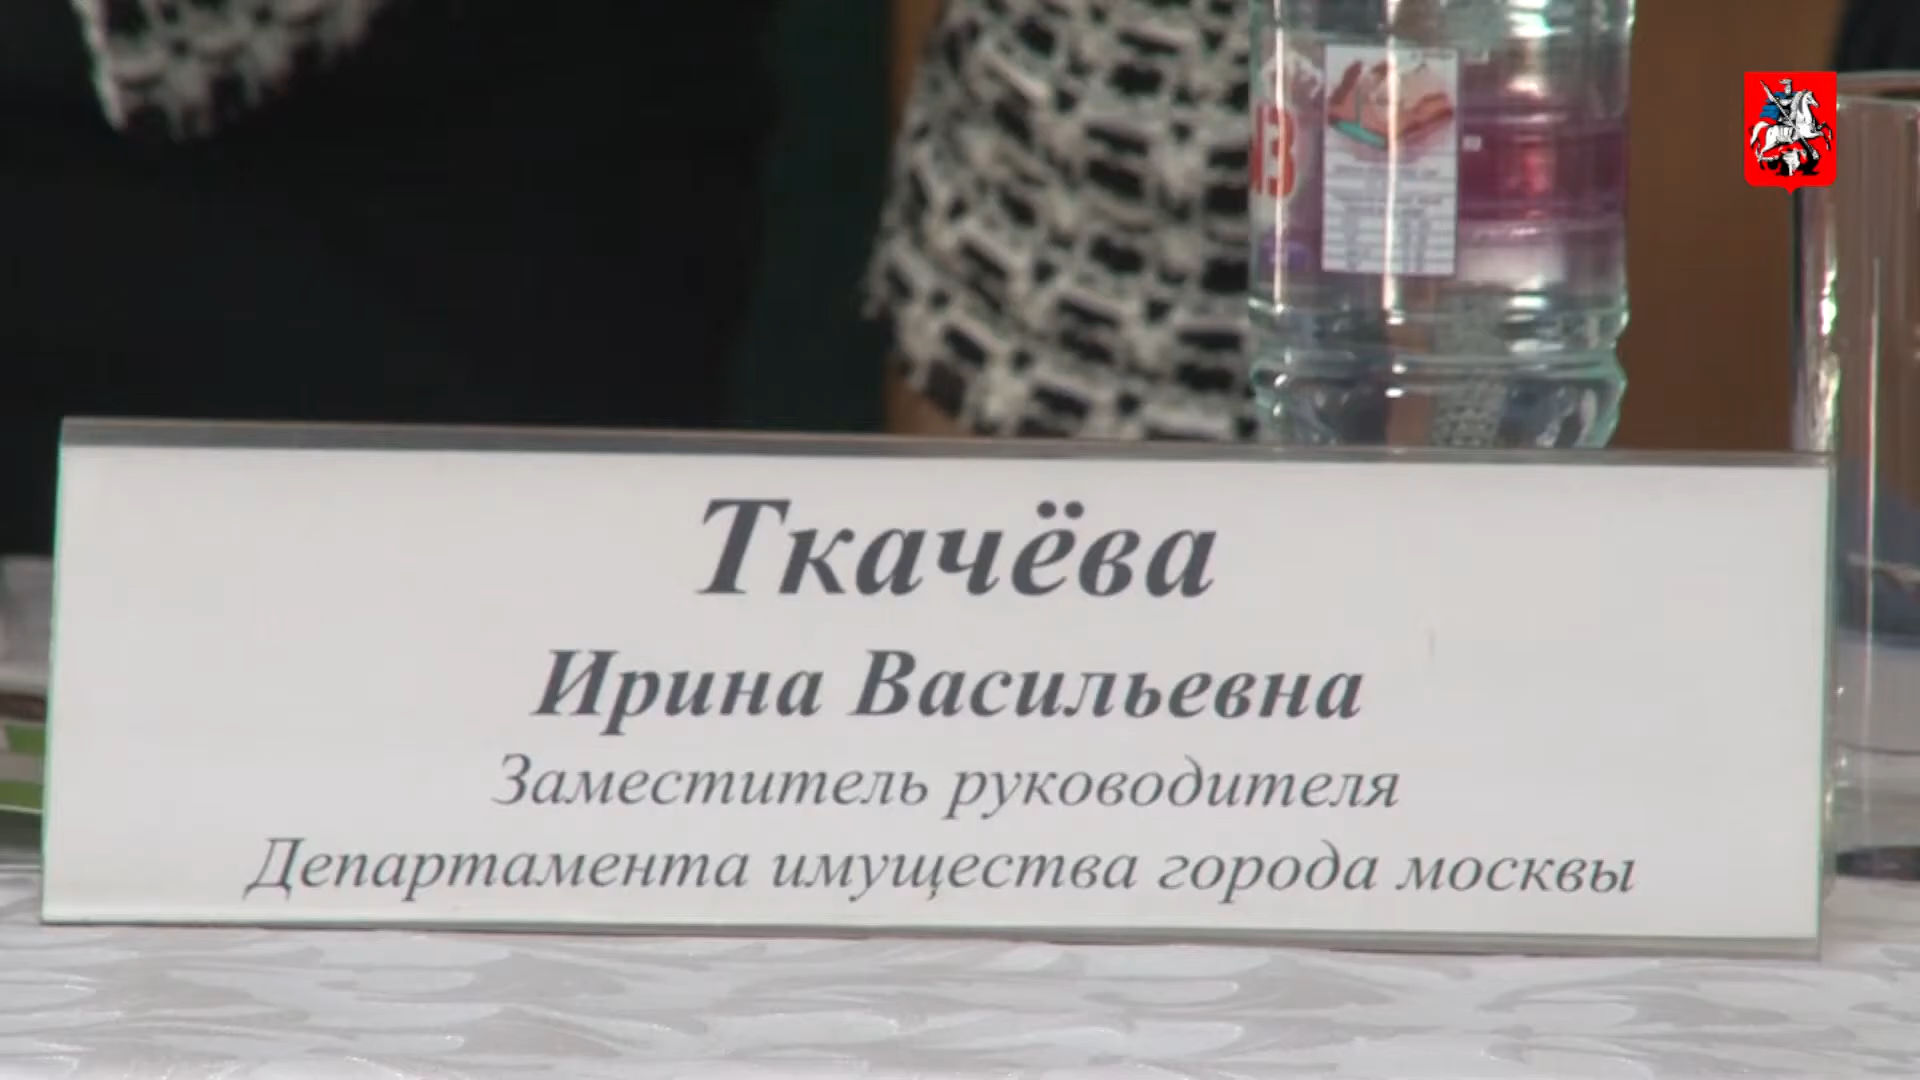 Ткачёва
Ирина Васильевна
Заместитель руководителя
Департамента имущества города москвы